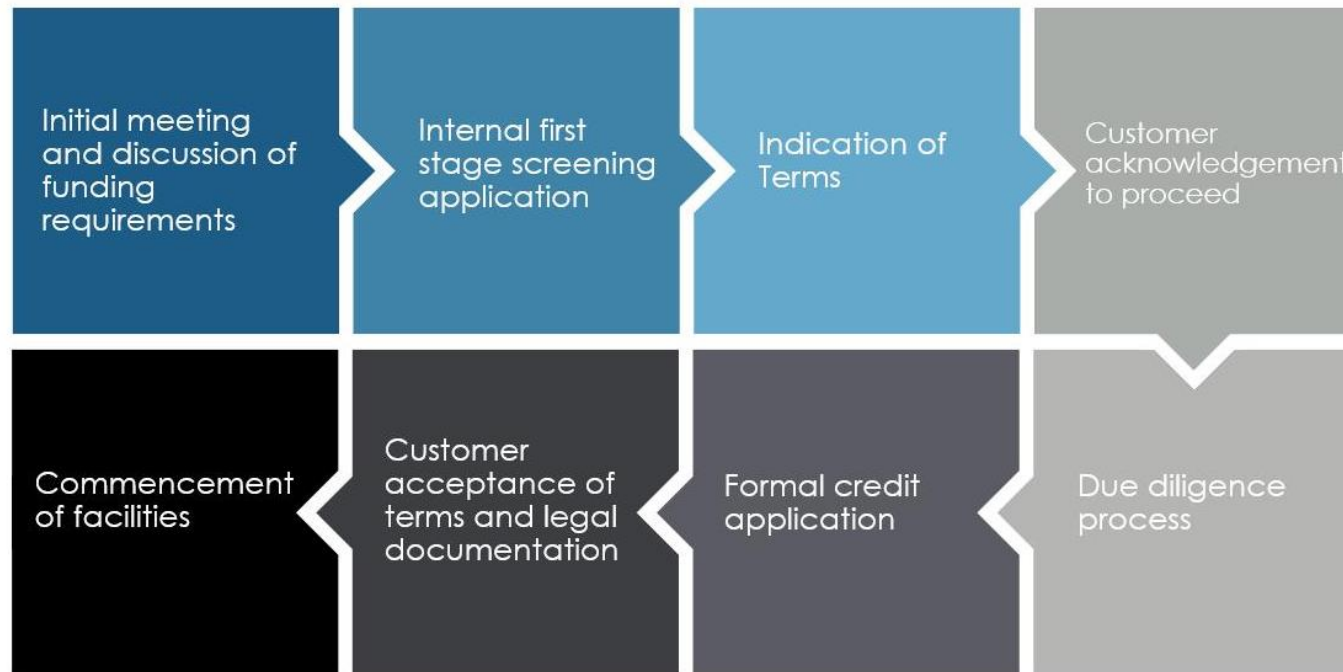 Initial meeting
and discussion of
funding
requirements
Internal first
stage screening
application
Indication of
Terms
Customer
acknowledgement
to proceed
Due diligence
process
Formal credit
application
Customer
acceptance of
terms and legal
documentation
Commencement
of facilities